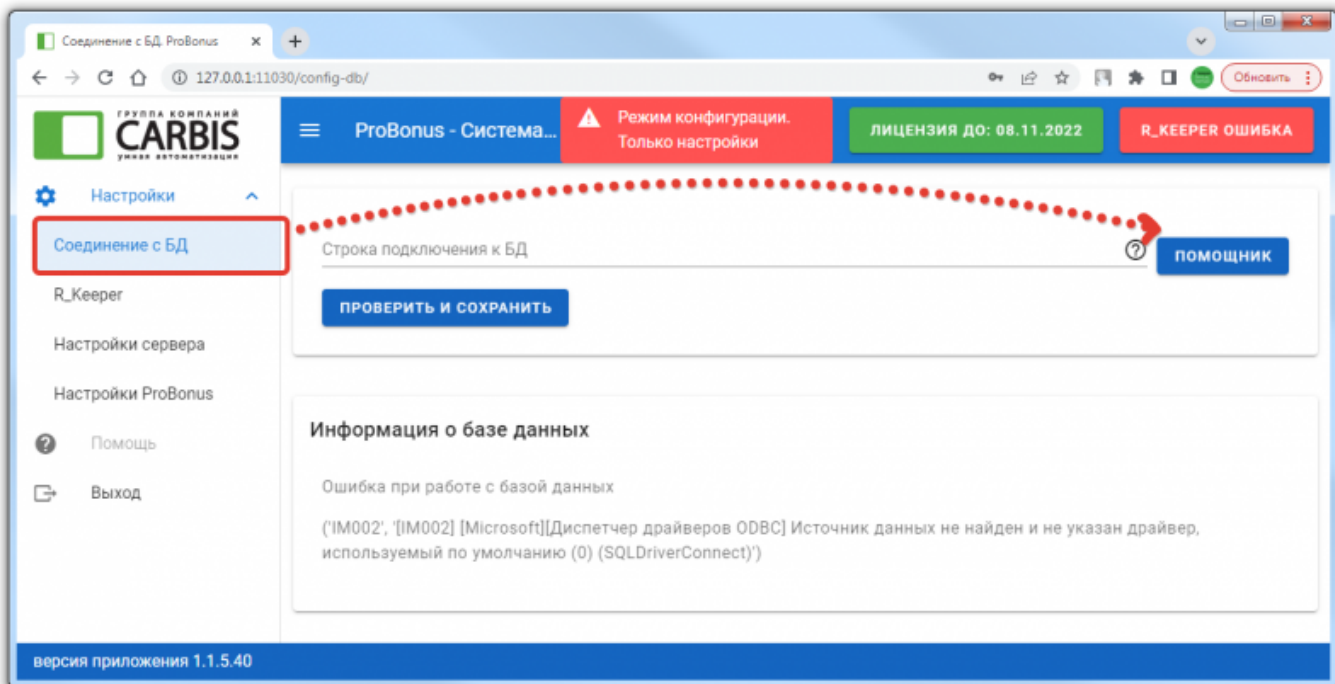 Соединение с БД. ProBonus
127.0.0.1:11030/config-db/
Обновить
ГРУППА КОМПАНИЙ
CARBIS
умная автоматизация
ProBonus - Система...
Режим конфигурации.
Только настройки
ЛИЦЕНЗИЯ ДО: 08.11.2022
R_KEEPER ОШИБКА
Настройки
Соединение с БД
R_Keeper
Настройки сервера
Настройки ProBonus
Помощь
Выход
Строка подключения к БД
ПОМОЩНИК
ПРОВЕРИТЬ И СОХРАНИТЬ
Информация о базе данных
Ошибка при работе с базой данных
('IM002', '[IM002] [Microsoft][Диспетчер драйверов ODBC] Источник данных не найден и не указан драйвер,
используемый по умолчанию (0) (SQLDriverConnect)')
версия приложения 1.1.5.40